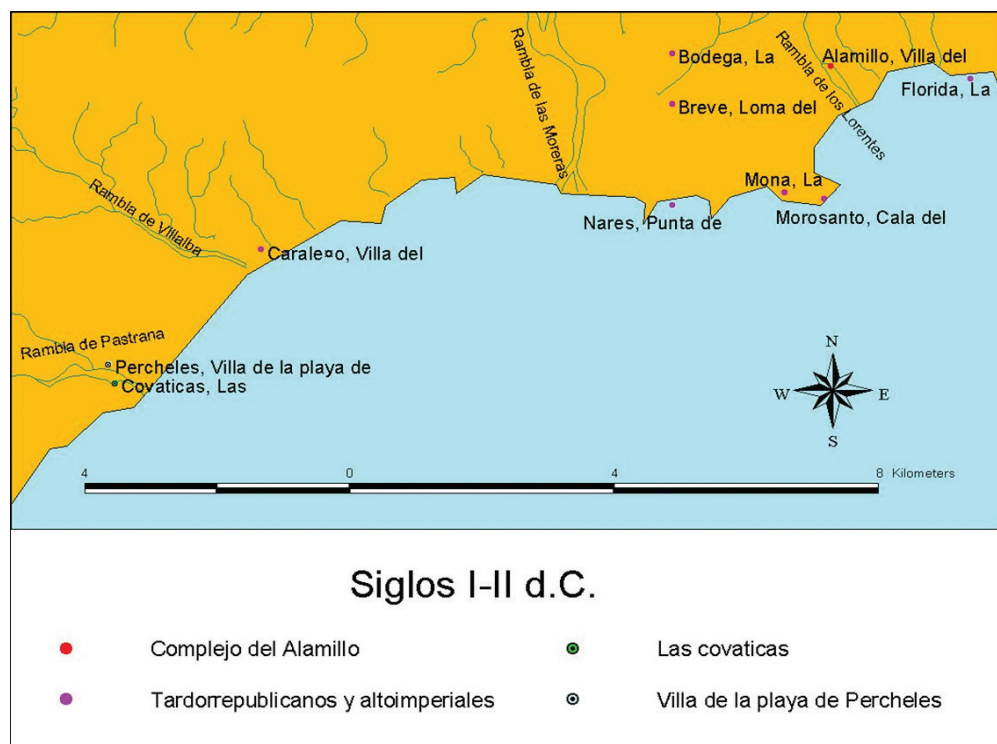 Rambla de las Moreras
Bodega, La
Rambla de los Lorentes
Alamillo, Villa del
Florida, La
Breve, Loma del
Mona, La
Morosanto, Cala del
Nares, Punta de
Rambla de Villalba
Carale¤o, Villa del
Rambla de Pastrana
Percheles, Villa de la playa de
Covaticas, Las
N
W E
S
4 0 4 8 Kilometers
Siglos I-II d.C.
Complejo del Alamillo
Las covaticas
Tardorrepublicanos y altoimperiales
Villa de la playa de Percheles